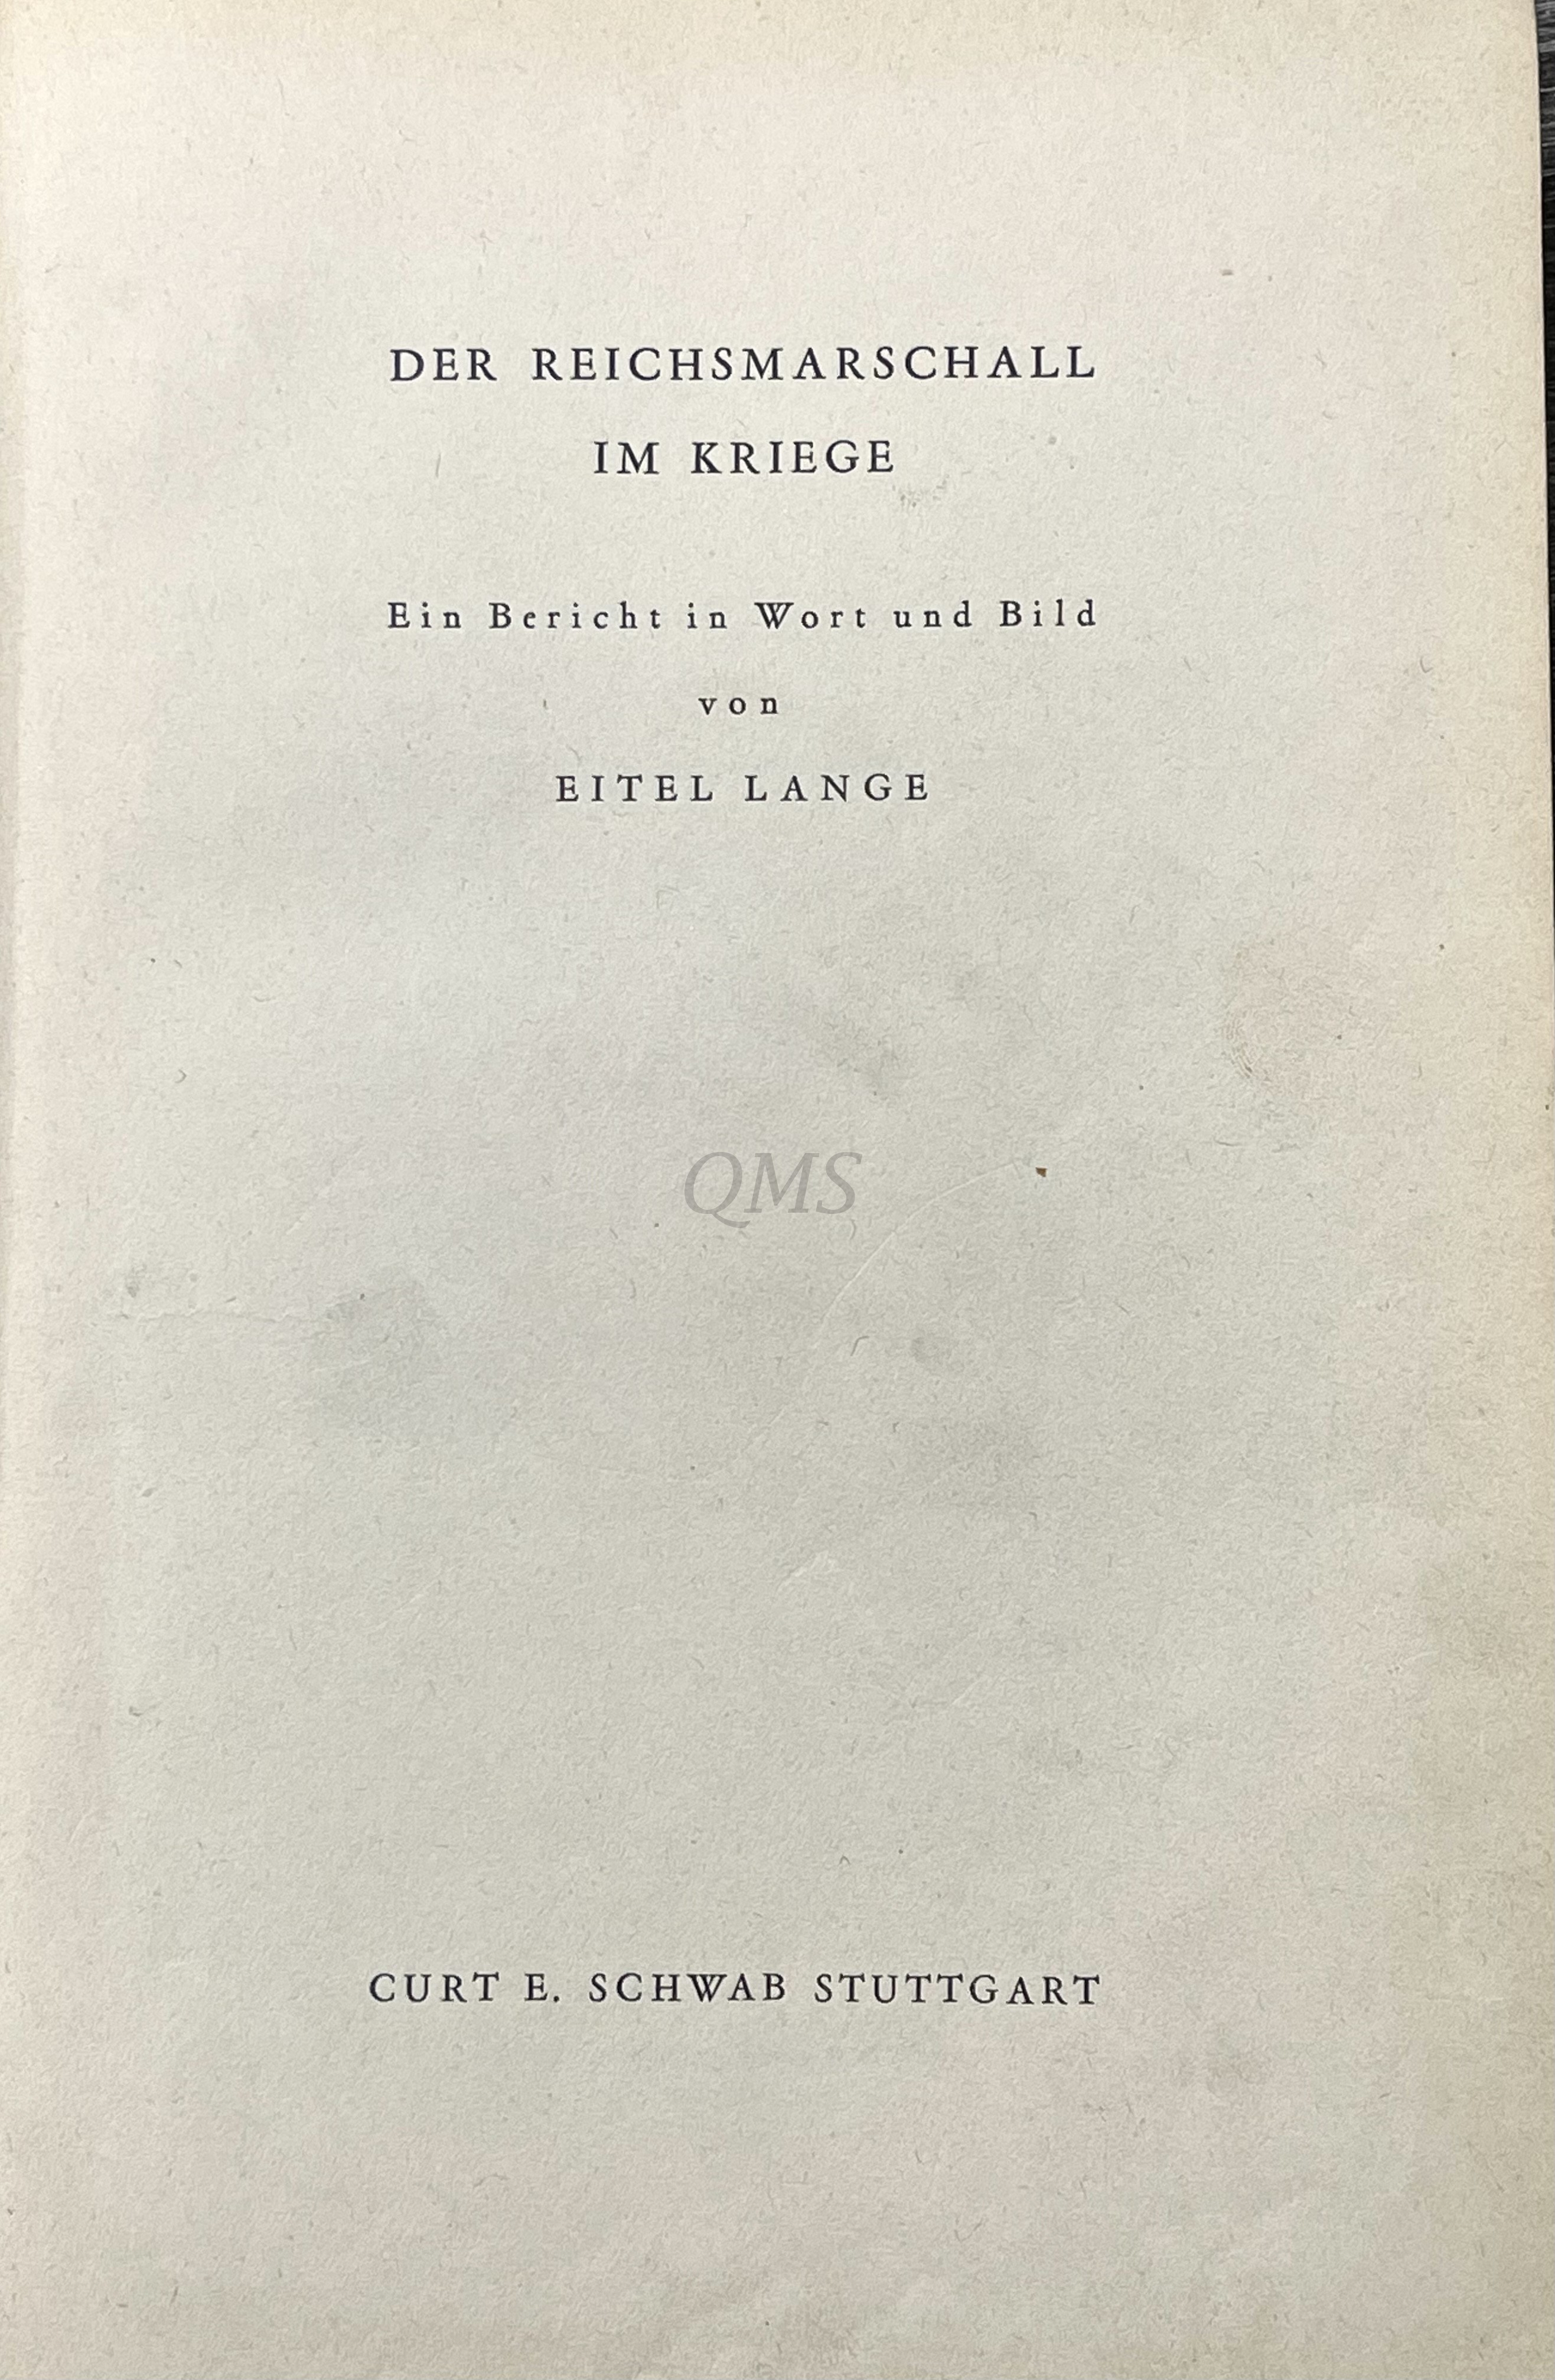 DER REICHSMARSCHALL
IM KRIEGE
Ein Bericht in Wort und Bild
von
EITEL LANGE
QMS
CURT E. SCHWAB STUTTGART